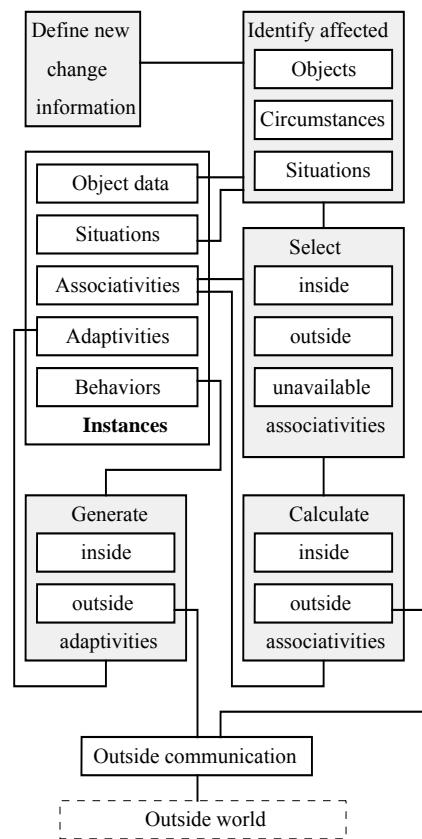 Define new
change
information
Identify affected
Objects
Circumstances
Situations
Object data
Situations
Associativities
Adaptivities
Behaviors
Instances
Select
inside
outside
unavailable
associativities
Generate
inside
outside
adaptivities
Calculate
inside
outside
associativities
Outside communication
Outside world